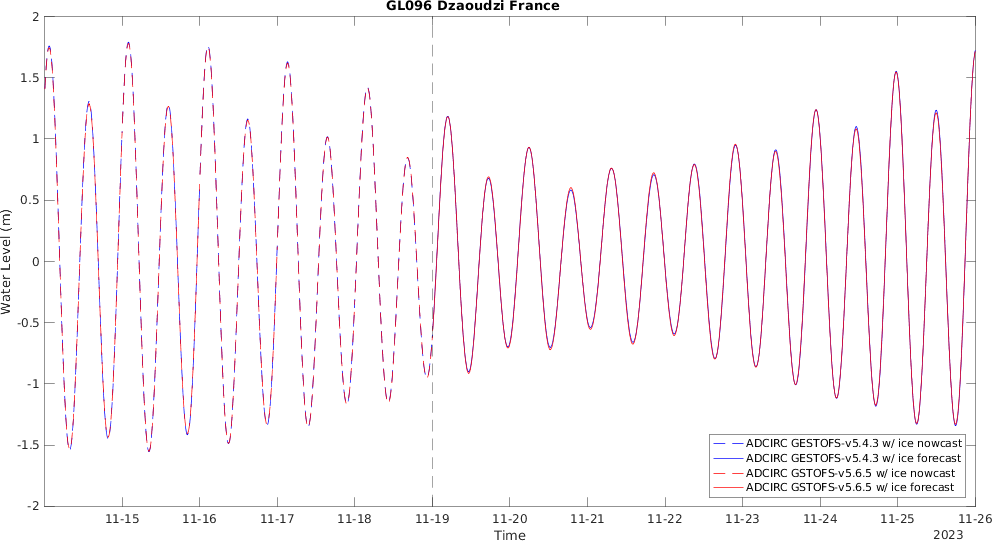 GL096 Dzaoudzi France
2
1.5
1
0.5
0
-0.5
-1
-1.5
-2
Water Level (m)
ADCIRC GESTOFS-v5.4.3 w/ ice nowcast
ADCIRC GESTOFS-v5.4.3 w/ ice forecast
ADCIRC GSTOFS-v5.6.5 w/ ice nowcast
ADCIRC GSTOFS-v5.6.5 w/ ice forecast
11-15 11-16 11-17 11-18 11-19 11-20 11-21 11-22 11-23 11-24 11-25 11-26
Time
2023